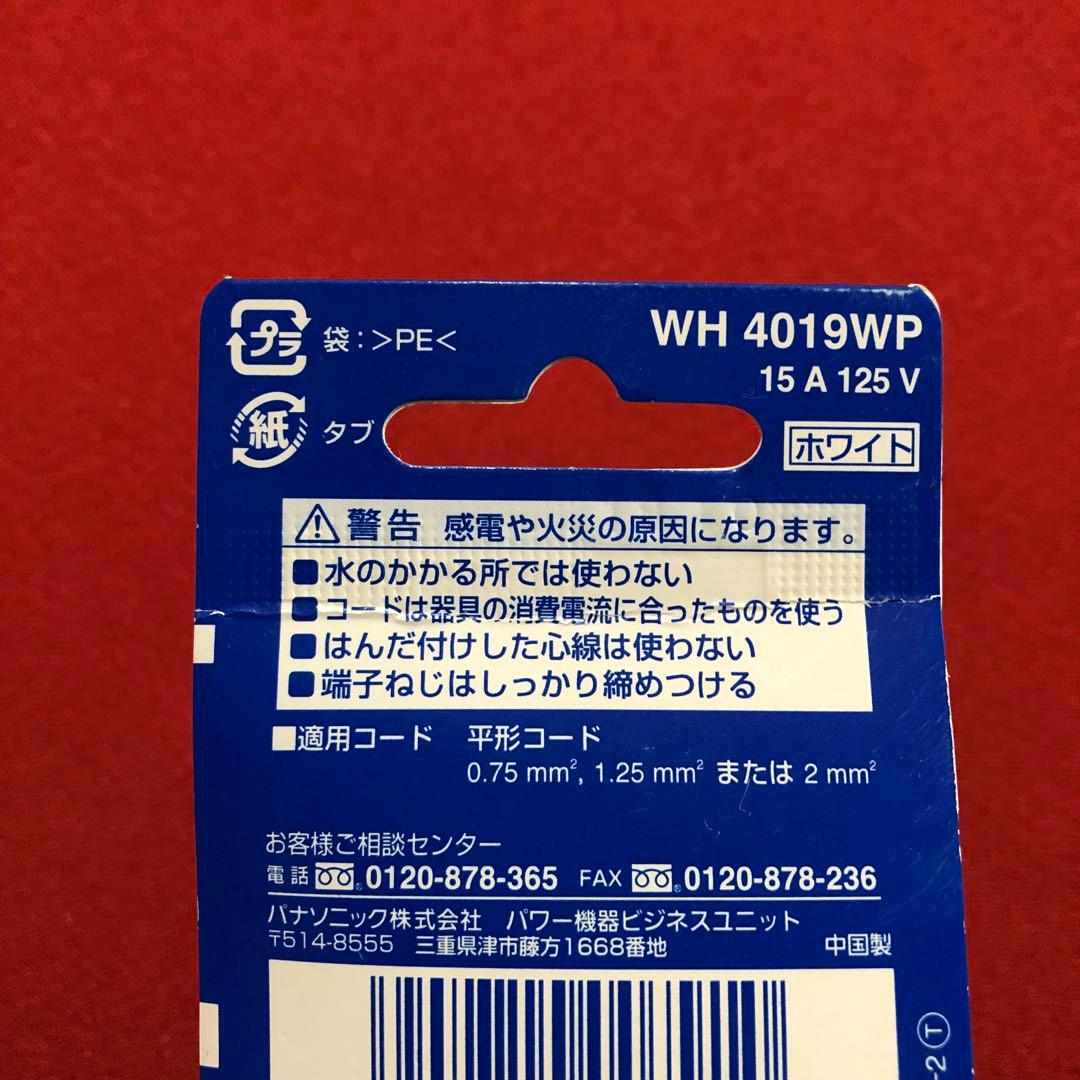 プラ 袋:>PE<
WH 4019WP
15 A 125 V
紙 タブ
ホワイト
警告 感電や火災の原因になります。
■水のかかる所では使わない
■コードは器具の消費電流に合ったものを使う
■はんだ付けした心線は使わない
■端子ねじはしっかり締めつける
■適用コード 平形コード
0.75 mm², 1.25 mm² または 2 mm²
お客様ご相談センター
電話 0120-878-365 FAX 0120-878-236
パナソニック株式会社 パワー機器ビジネスユニット
〒514-8555 三重県津市藤方1668番地 中国製
-2 T